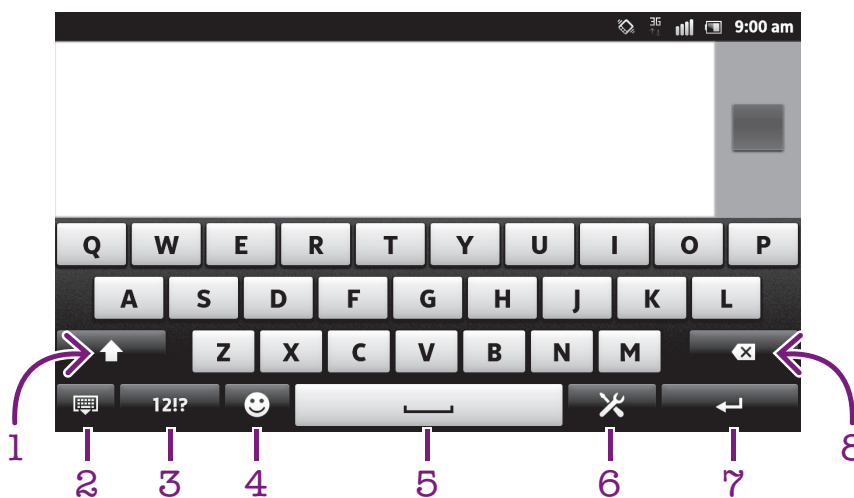 3G 9:00 am
Q W E R T Y U I O P
A S D F G H J K L
Z X C V B N M
12!?
1 8
2 3 4 5 6 7